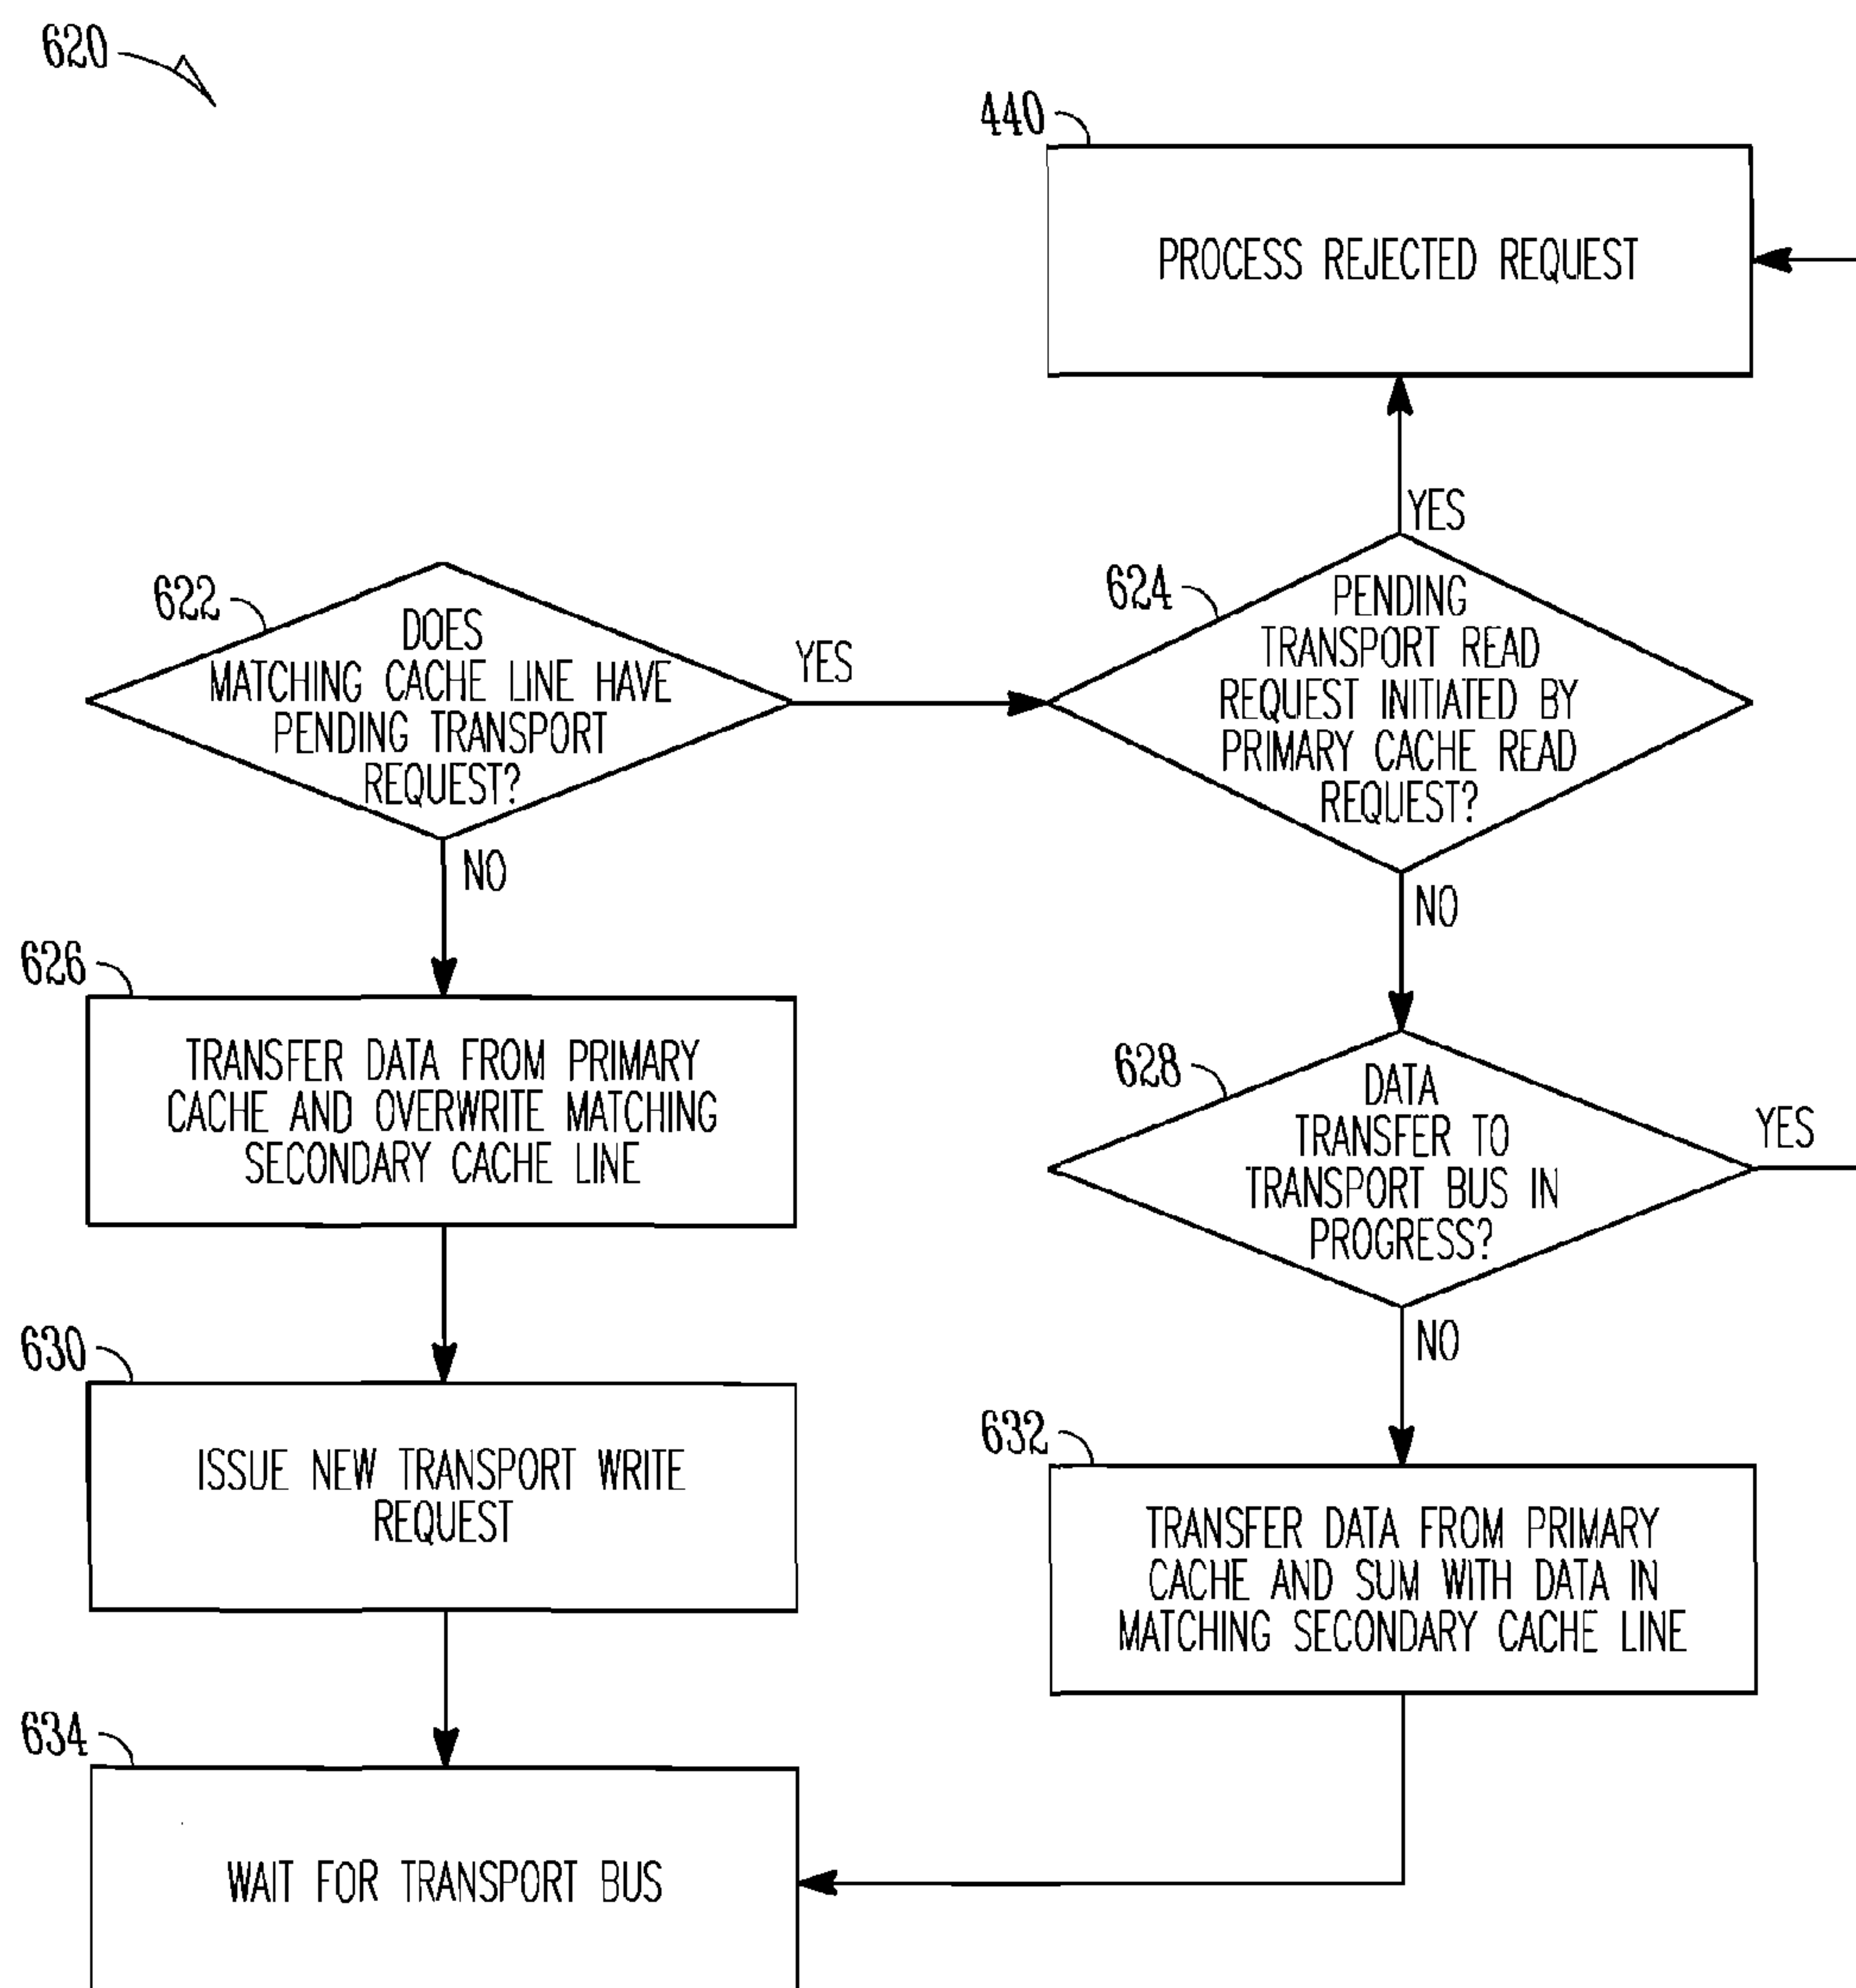 620
440
PROCESS REJECTED REQUEST
YES
622
DOES
MATCHING CACHE LINE HAVE
PENDING TRANSPORT
REQUEST?
YES
624
PENDING
TRANSPORT READ
REQUEST INITIATED BY
PRIMARY CACHE READ
REQUEST?
NO
NO
626
TRANSFER DATA FROM PRIMARY
CACHE AND OVERWRITE MATCHING
SECONDARY CACHE LINE
628
DATA
TRANSFER TO
TRANSPORT BUS IN
PROGRESS?
YES
NO
630
ISSUE NEW TRANSPORT WRITE
REQUEST
632
TRANSFER DATA FROM PRIMARY
CACHE AND SUM WITH DATA IN
MATCHING SECONDARY CACHE LINE
634
WAIT FOR TRANSPORT BUS